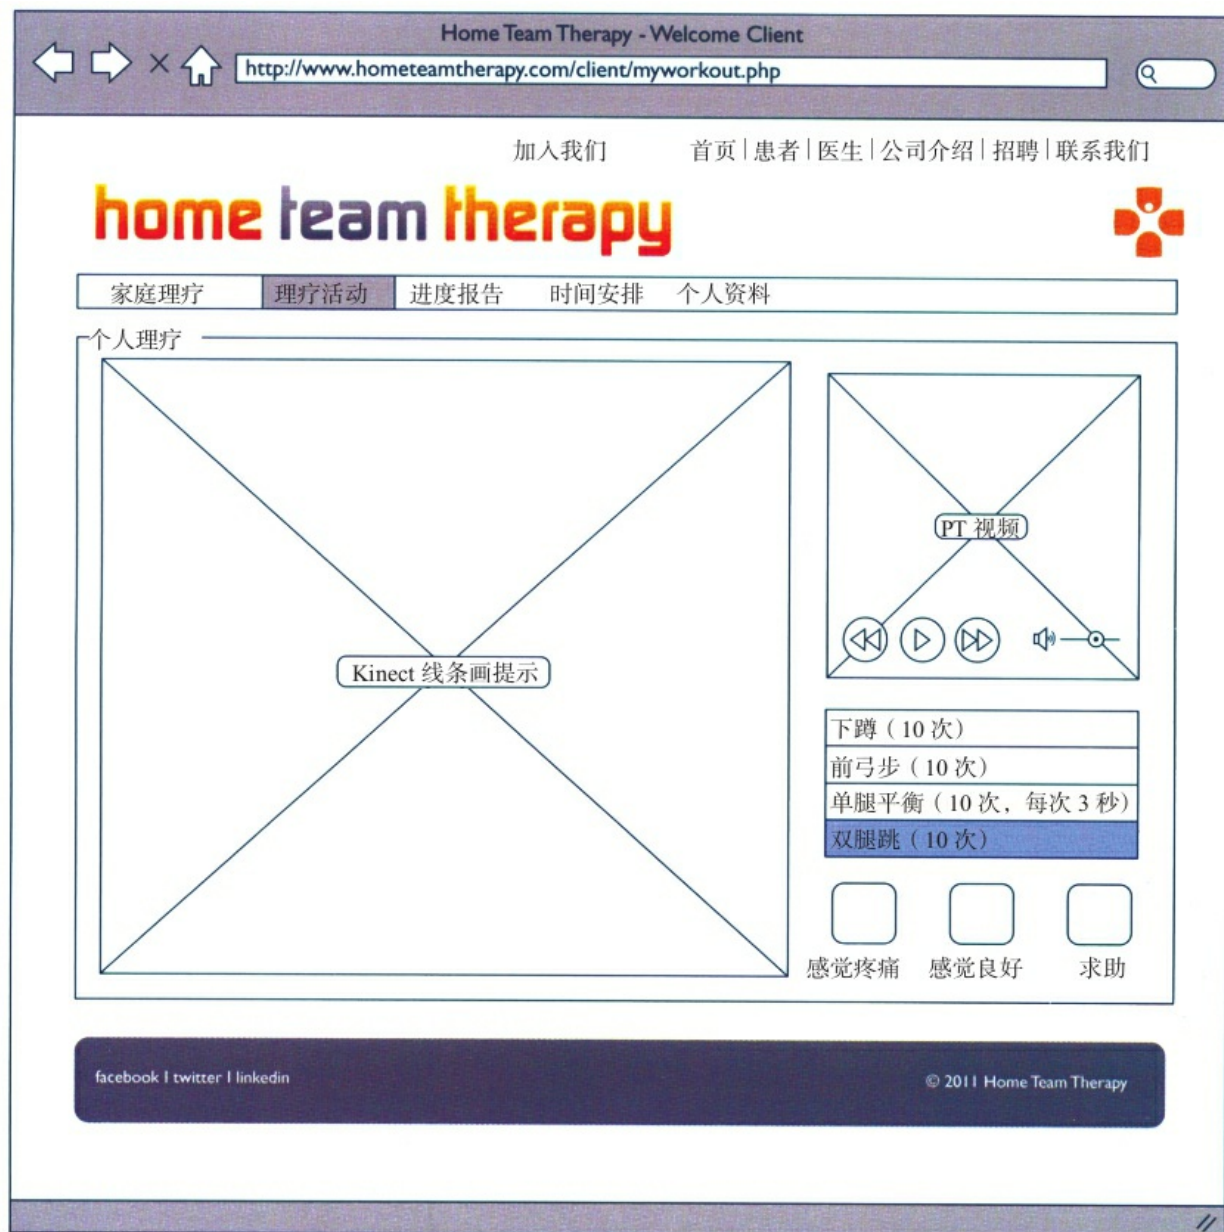 Home Team Therapy - Welcome Client
http://www.hometeamtherapy.com/client/myworkout.php
加入我们 首页 | 患者 | 医生 | 公司介绍 | 招聘 | 联系我们
home team therapy
家庭理疗 理疗活动 进度报告 时间安排 个人资料
个人理疗
Kinect 线条画提示
PT 视频
下蹲（10 次）
前弓步（10 次）
单腿平衡（10 次，每次 3 秒）
双腿跳（10 次）
感觉疼痛 感觉良好 求助
facebook | twitter | linkedin © 2011 Home Team Therapy